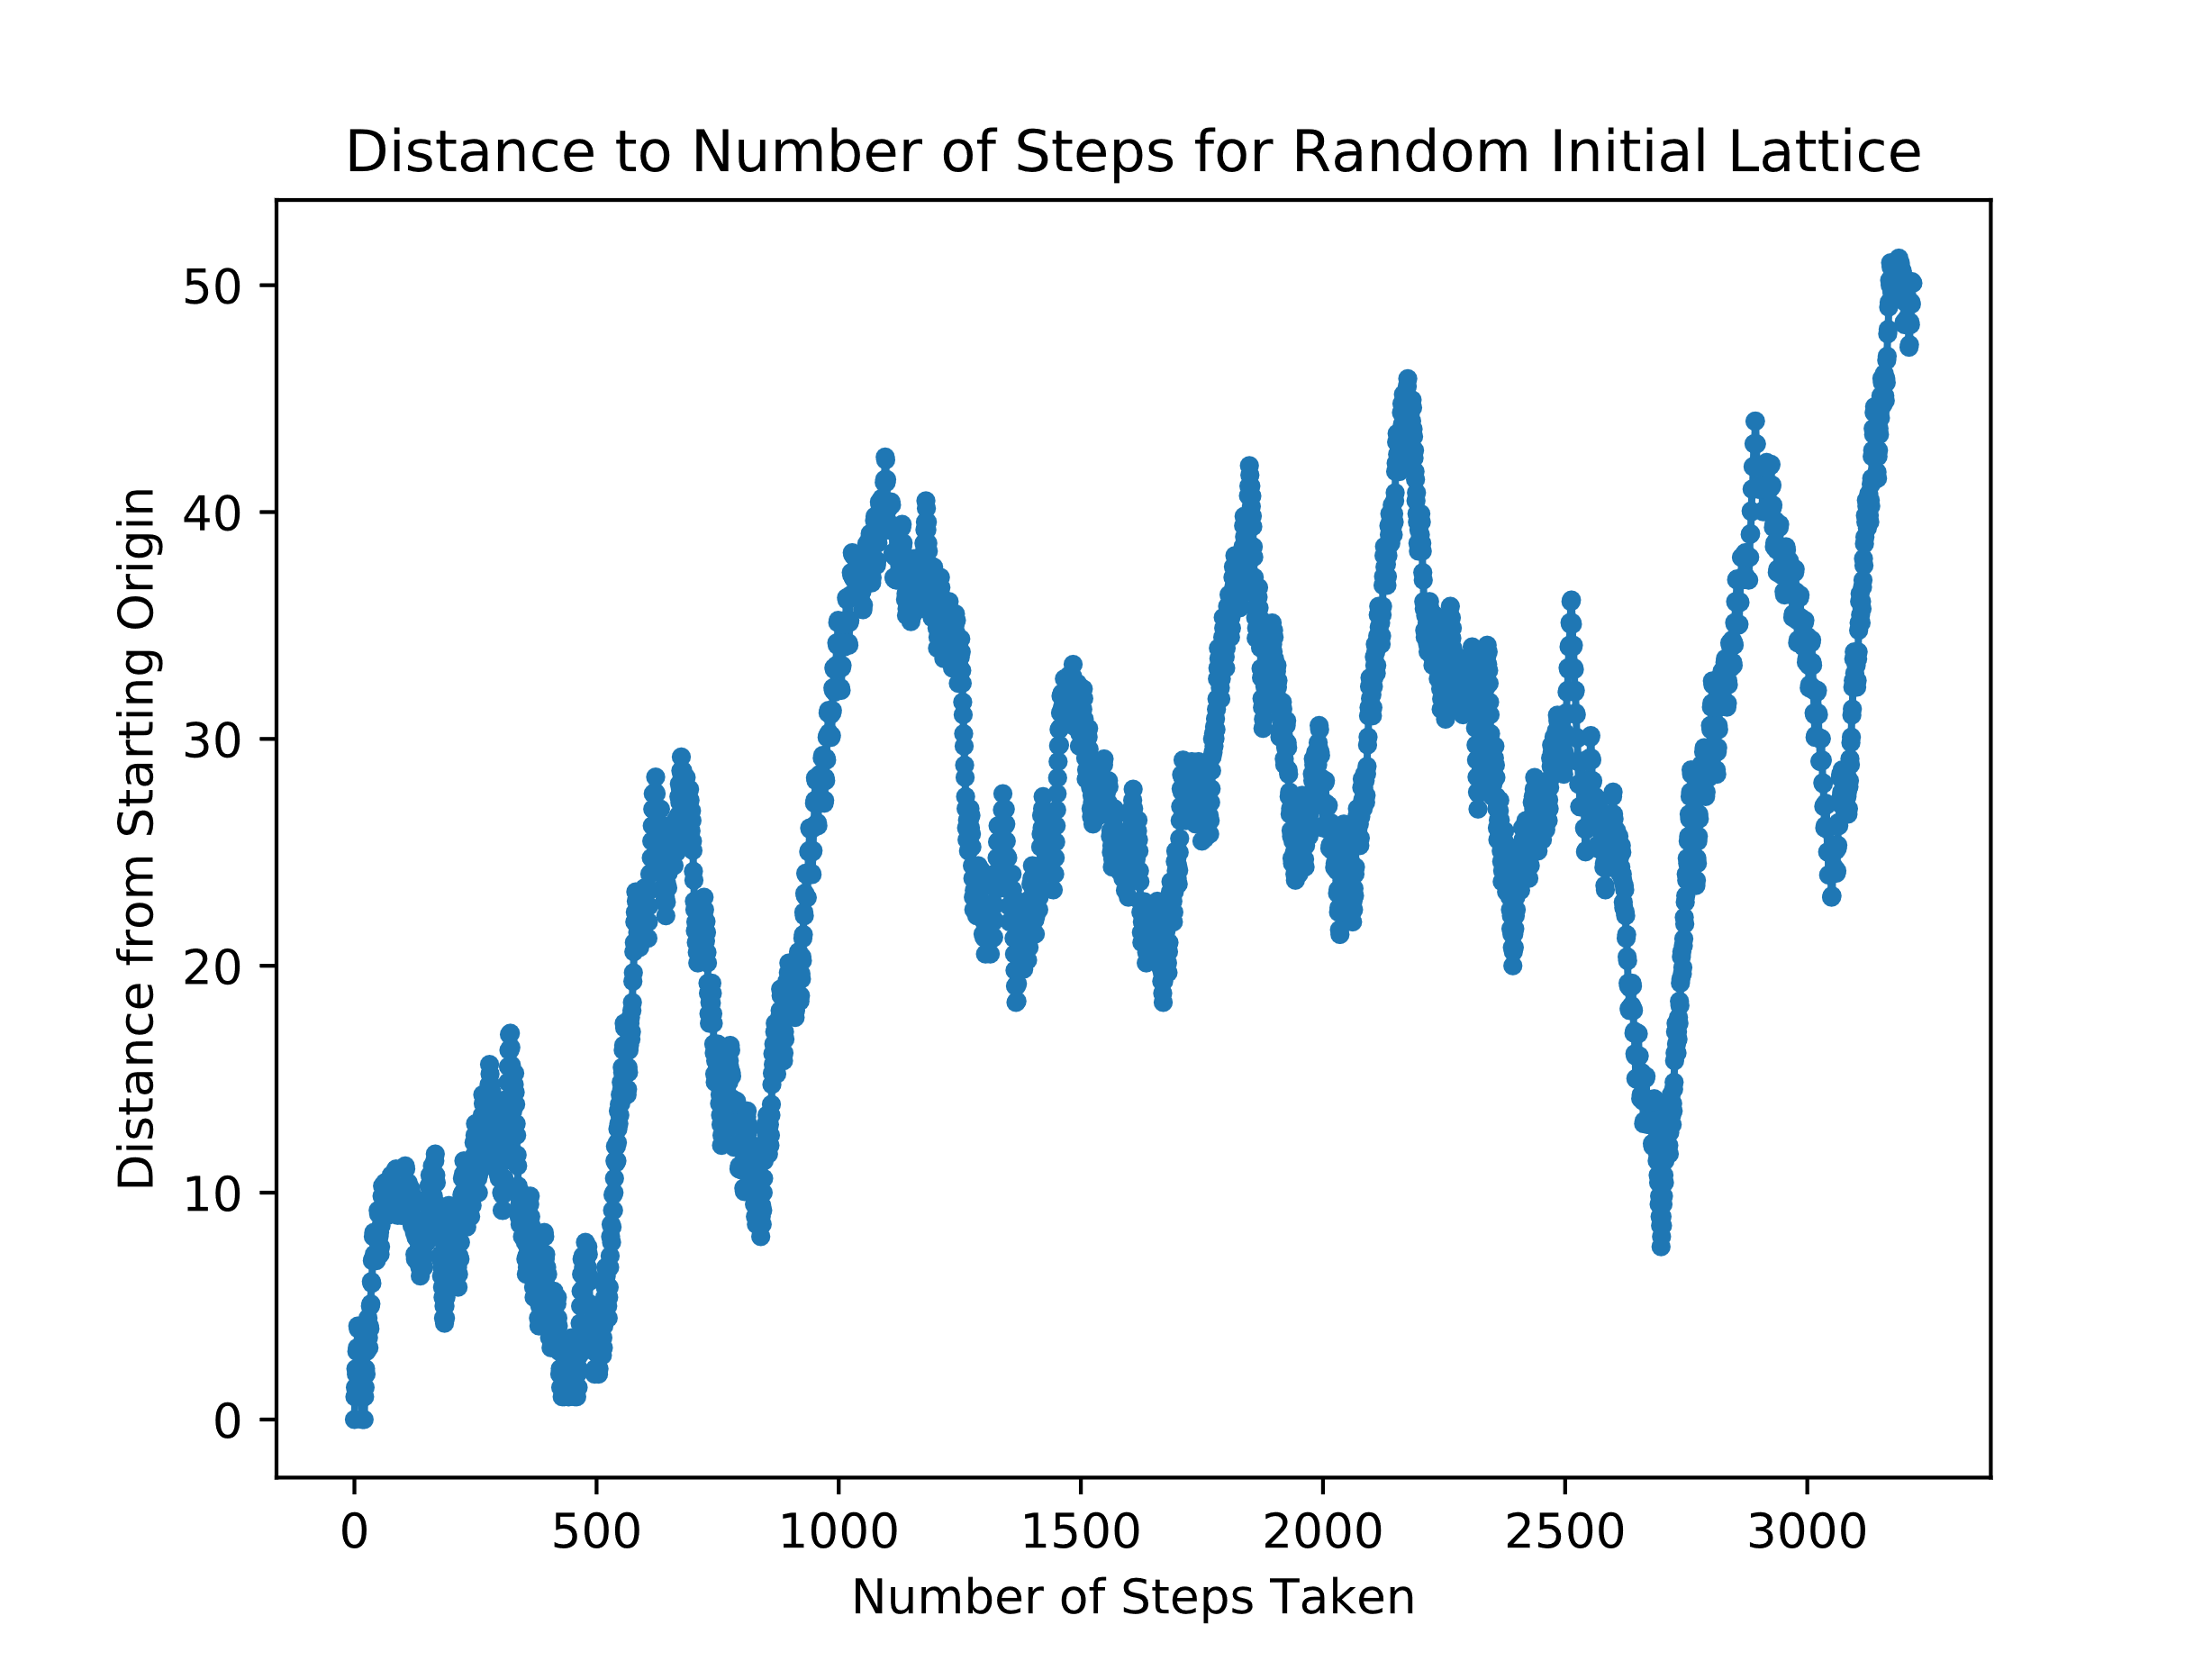 Distance to Number of Steps for Random Initial Lattice
Distance from Starting Origin
50
40
30
20
10
0
0 500 1000 1500 2000 2500 3000
Number of Steps Taken